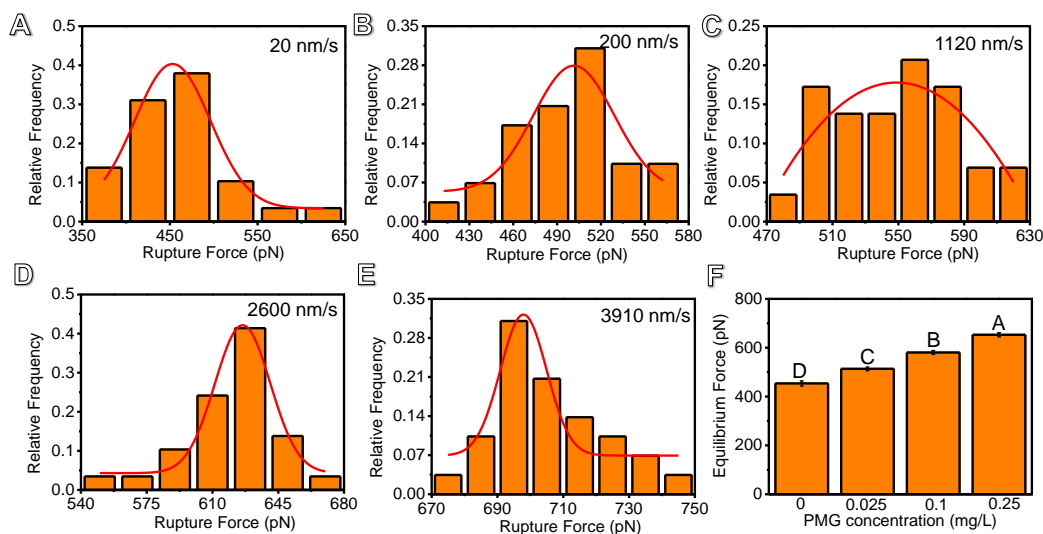 A
20 nm/s
Relative Frequency
0.5
0.4
0.3
0.2
0.1
0.0
350 450 550 650
Rupture Force (pN)
B
200 nm/s
Relative Frequency
0.35
0.28
0.21
0.14
0.07
0.00
400 430 460 490 520 550 580
Rupture Force (pN)
C
1120 nm/s
Relative Frequency
0.25
0.20
0.15
0.10
0.05
0.00
470 510 550 590 630
Rupture Force (pN)
D
2600 nm/s
Relative Frequency
0.5
0.4
0.3
0.2
0.1
0.0
540 575 610 645 680
Rupture Force (pN)
E
3910 nm/s
Relative Frequency
0.35
0.28
0.21
0.14
0.07
0.00
670 690 710 730 750
Rupture Force (pN)
F
Equilibrium Force (pN)
800
600
400
200
0
D C B A
0 0.025 0.1 0.25
PMG concentration (mg/L)